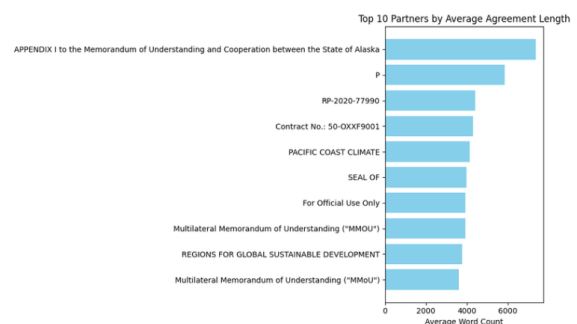 Top 10 Partners by Average Agreement Length
APPENDIX I to the Memorandum of Understanding and Cooperation between the State of Alaska
P
RP-2020-77990
Contract No.: 50-OXXF9001
PACIFIC COAST CLIMATE
SEAL OF
For Official Use Only
Multilateral Memorandum of Understanding ("MMOU")
REGIONS FOR GLOBAL SUSTAINABLE DEVELOPMENT
Multilateral Memorandum of Understanding ("MMoU")
0 2000 4000 6000
Average Word Count